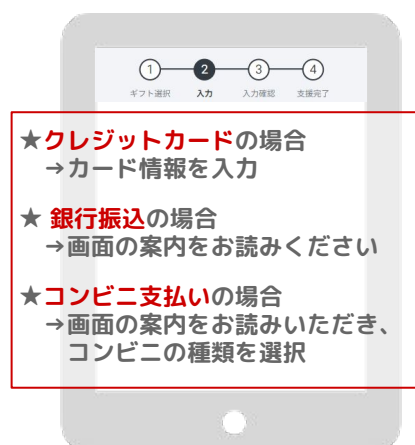 1 2 3 4
ギフト選択 入力 入力確認 支援完了
★クレジットカードの場合
→カード情報を入力
★ 銀行振込の場合
→画面の案内をお読みください
★コンビニ支払いの場合
→画面の案内をお読みいただき、
コンビニの種類を選択